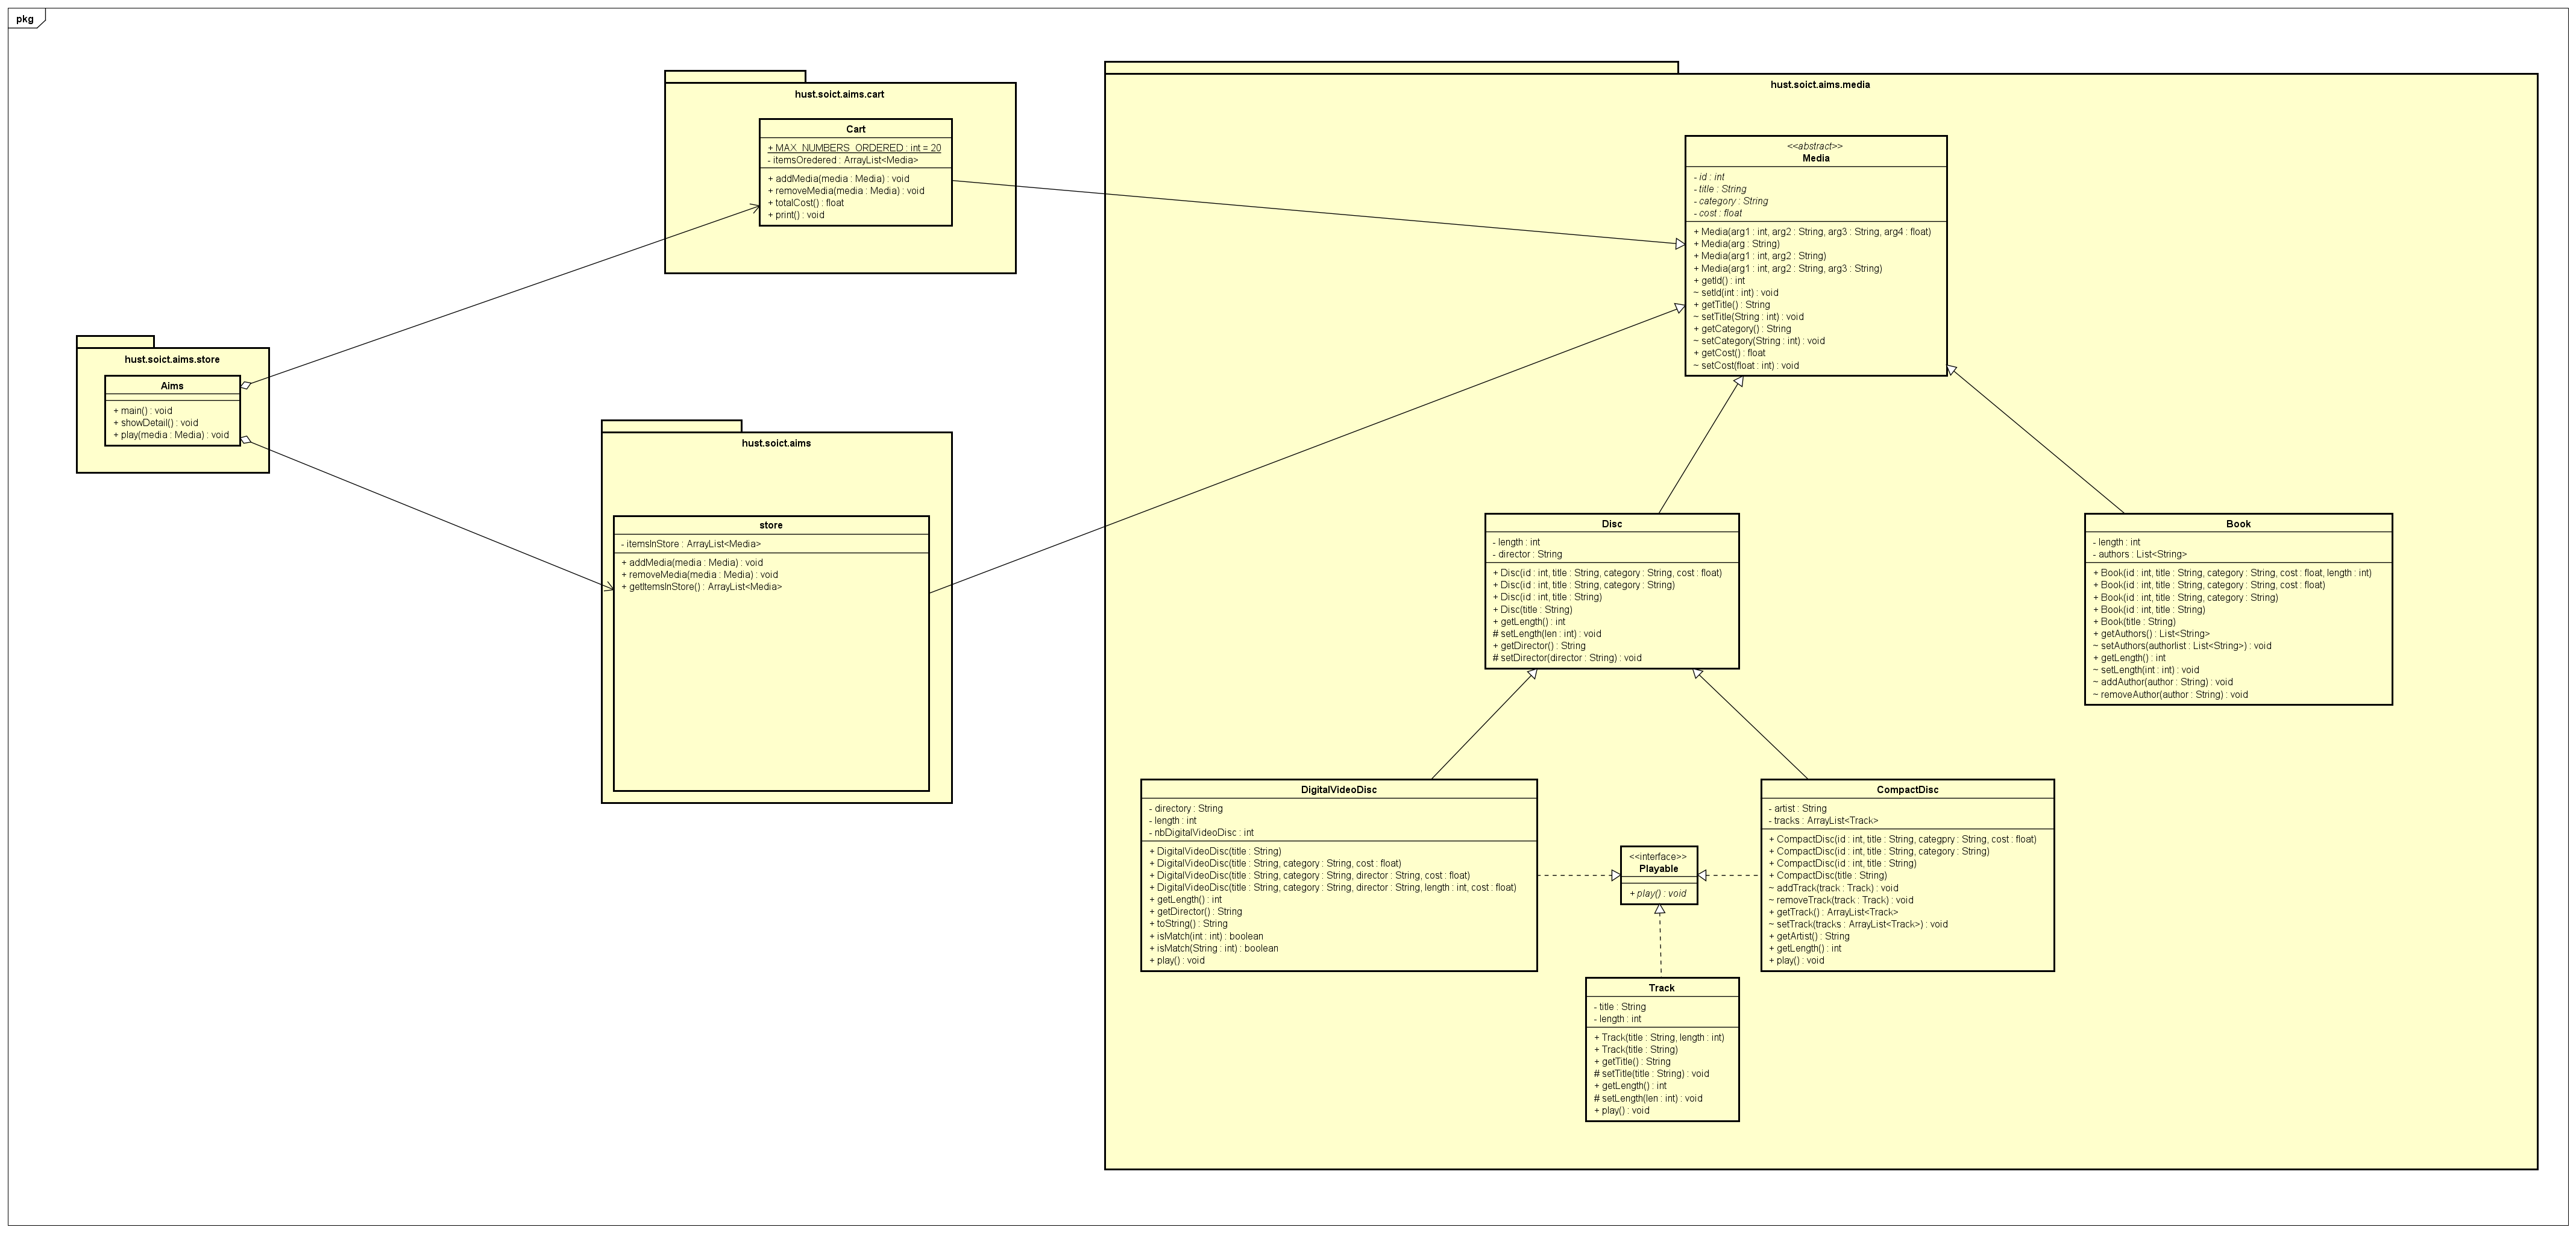 pkg
hust.soict.aims.cart
Cart
+ MAX_NUMBERS_ORDERED : int = 20
- itemsOredered : ArrayList<Media>
+ addMedia(media : Media) : void
+ removeMedia(media : Media) : void
+ totalCost() : float
+ print() : void
hust.soict.aims.store
Aims
+ main() : void
+ showDetail() : void
+ play(media : Media) : void
hust.soict.aims
store
- itemsInStore : ArrayList<Media>
+ addMedia(media : Media) : void
+ removeMedia(media : Media) : void
+ getItemsInStore() : ArrayList<Media>
hust.soict.aims.media
<<abstract>>
Media
- id : int
- title : String
- category : String
- cost : float
+ Media(arg1 : int, arg2 : String, arg3 : String, arg4 : float)
+ Media(arg : String)
+ Media(arg1 : int, arg2 : String)
+ Media(arg1 : int, arg2 : String, arg3 : String)
+ getId() : int
~ setId(int : int) : void
+ getTitle() : String
~ setTitle(String : int) : void
+ getCategory() : String
~ setCategory(String : int) : void
+ getCost() : float
~ setCost(float : int) : void
Disc
- length : int
- director : String
+ Disc(id : int, title : String, category : String, cost : float)
+ Disc(id : int, title : String, category : String)
+ Disc(id : int, title : String)
+ Disc(title : String)
+ getLength() : int
# setLength(len : int) : void
+ getDirector() : String
# setDirector(director : String) : void
Book
- length : int
- authors : List<String>
+ Book(id : int, title : String, category : String, cost : float, length : int)
+ Book(id : int, title : String, category : String, cost : float)
+ Book(id : int, title : String, category : String)
+ Book(id : int, title : String)
+ Book(title : String)
+ getAuthors() : List<String>
~ setAuthors(authorlist : List<String>) : void
+ getLength() : int
~ setLength(int : int) : void
~ addAuthor(author : String) : void
~ removeAuthor(author : String) : void
DigitalVideoDisc
- directory : String
- length : int
- nbDigitalVideoDisc : int
+ DigitalVideoDisc(title : String)
+ DigitalVideoDisc(title : String, category : String, cost : float)
+ DigitalVideoDisc(title : String, category : String, director : String, cost : float)
+ DigitalVideoDisc(title : String, category : String, director : String, length : int, cost : float)
+ getLength() : int
+ getDirector() : String
+ toString() : String
+ isMatch(int : int) : boolean
+ isMatch(String : int) : boolean
+ play() : void
<<interface>>
Playable
+ play() : void
CompactDisc
- artist : String
- tracks : ArrayList<Track>
+ CompactDisc(id : int, title : String, categpry : String, cost : float)
+ CompactDisc(id : int, title : String, category : String)
+ CompactDisc(id : int, title : String)
+ CompactDisc(title : String)
~ addTrack(track : Track) : void
~ removeTrack(track : Track) : void
+ getTrack() : ArrayList<Track>
~ setTrack(tracks : ArrayList<Track>) : void
+ getArtist() : String
+ getLength() : int
+ play() : void
Track
- title : String
- length : int
+ Track(title : String, length : int)
+ Track(title : String)
+ getTitle() : String
# setTitle(title : String) : void
+ getLength() : int
# setLength(len : int) : void
+ play() : void